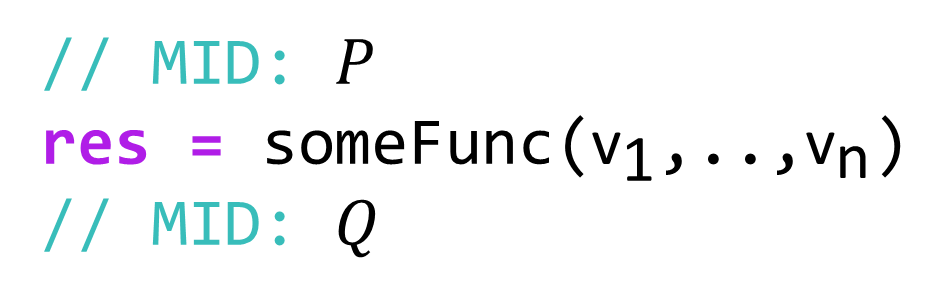 // MID: P
res = someFunc(v₁,..,vₙ)
// MID: Q